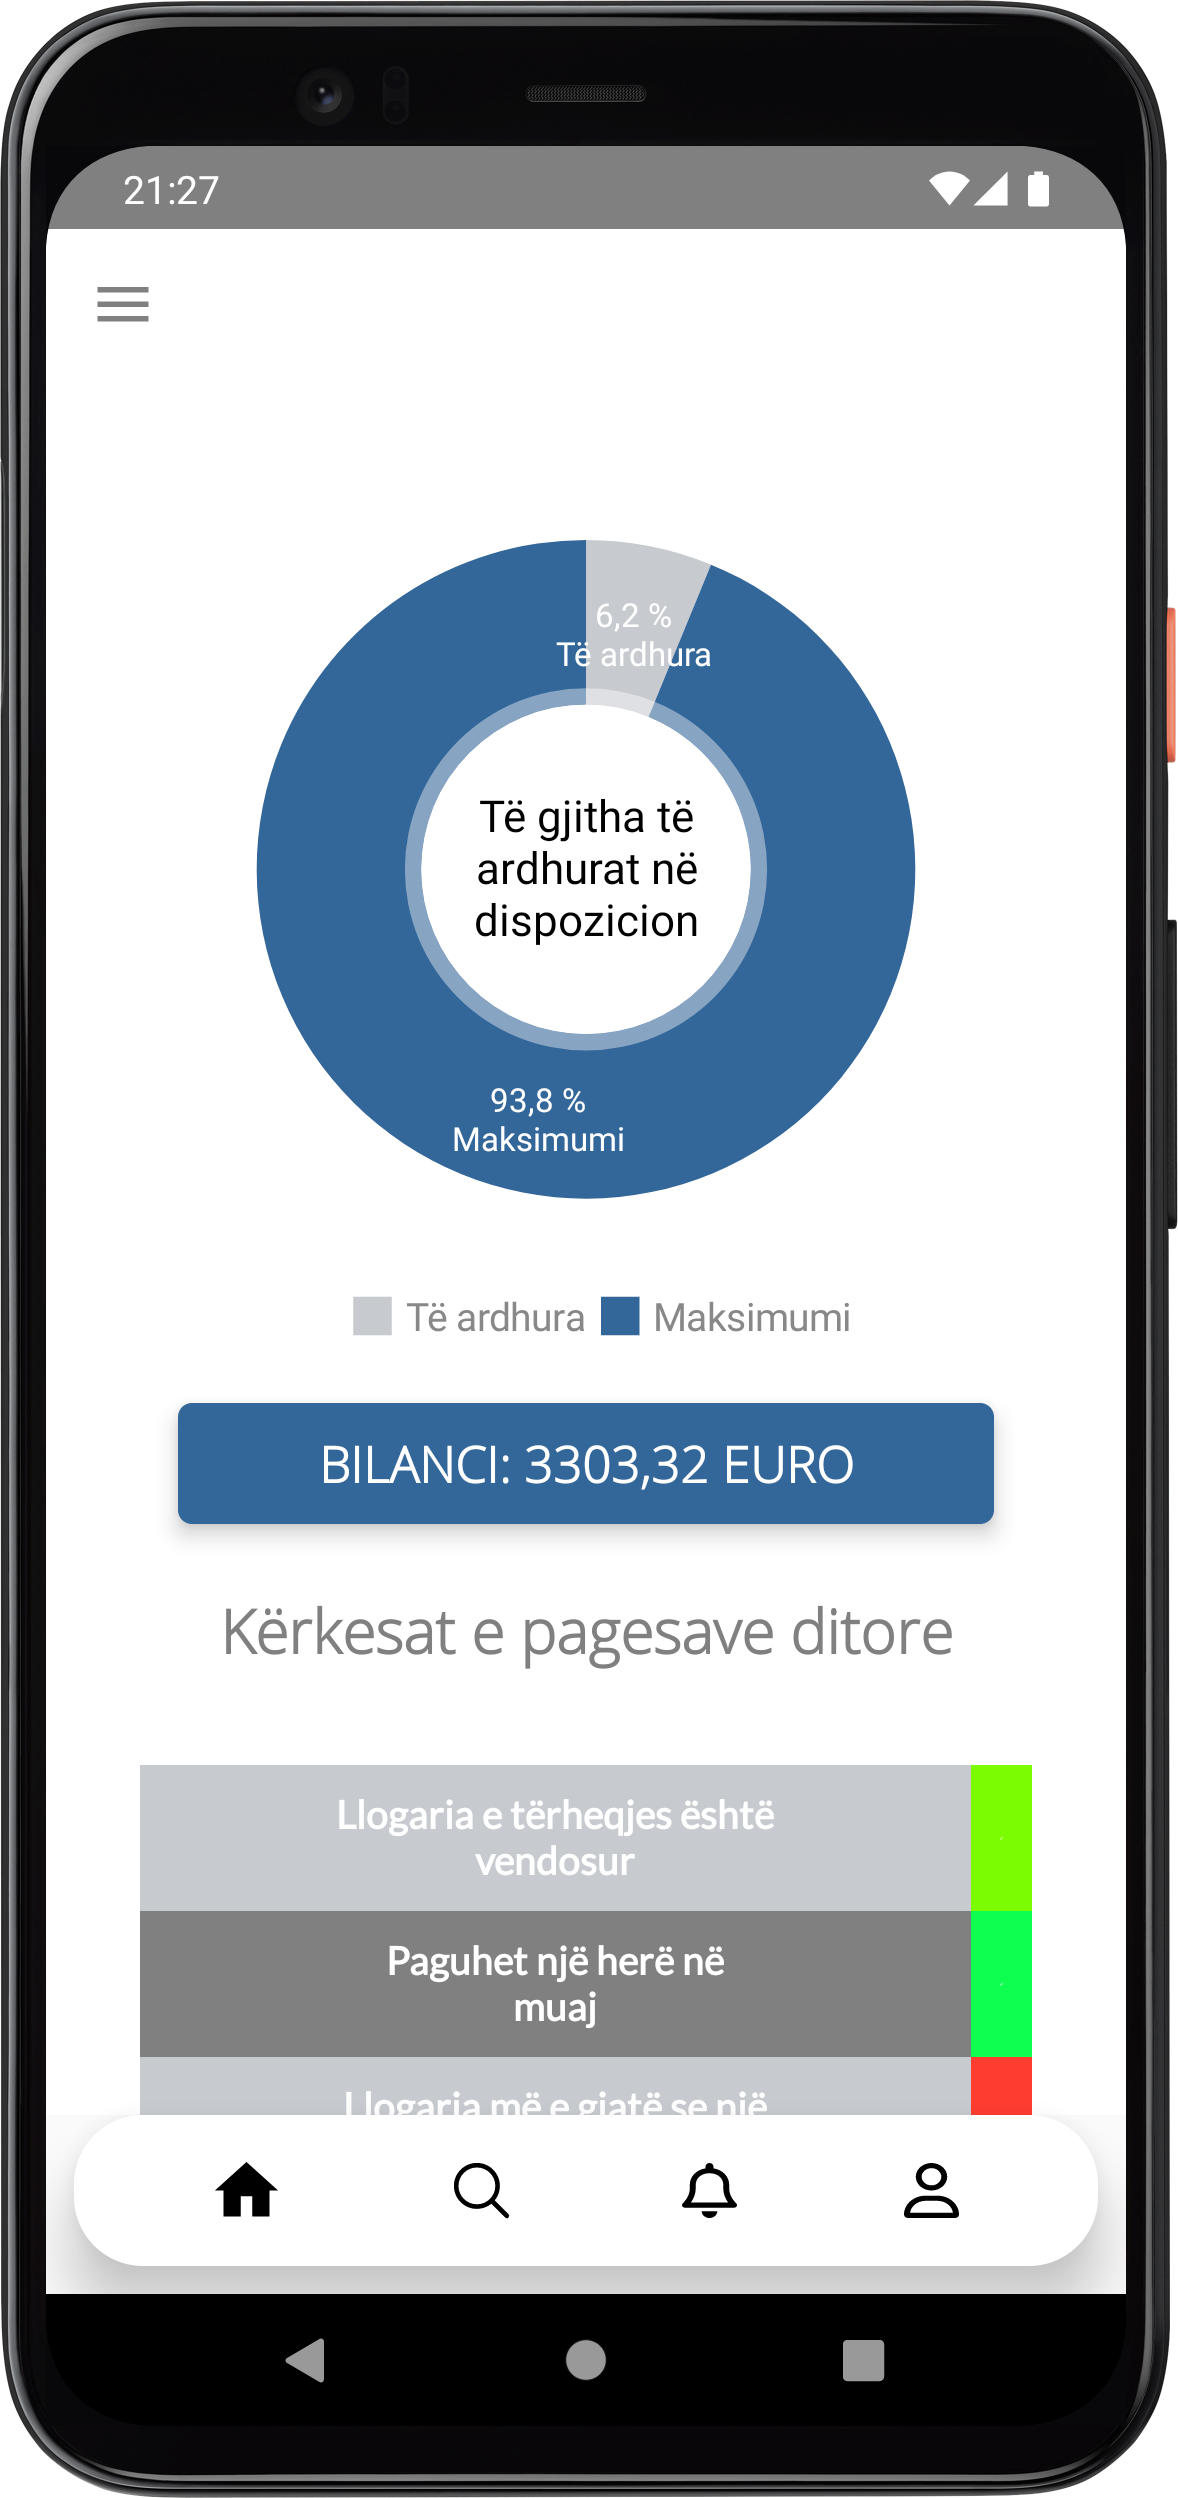 21:27
6,2 %
Të ardhura
Të gjitha të
ardhurat në
dispozicion
93,8 %
Maksimumi
Të ardhura Maksimumi
BILANCI: 3303,32 EURO
Kërkesat e pagesave ditore
Llogaria e tërheqjes është
vendosur
Paguhet një herë në
muaj
Llogaria më e gjatë se një